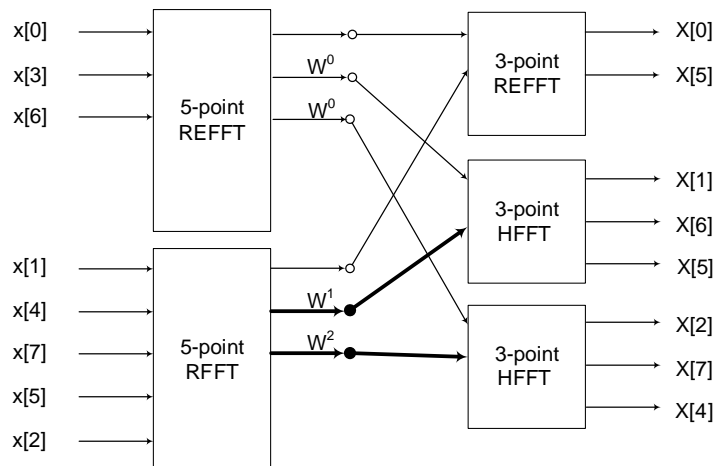 x[0]
x[3]
x[6]
5-point
REFFT
W0
W0
3-point
REFFT
X[0]
X[5]
3-point
HFFT
X[1]
X[6]
X[5]
x[1]
x[4]
x[7]
x[5]
x[2]
5-point
RFFT
W1
W2
3-point
HFFT
X[2]
X[7]
X[4]